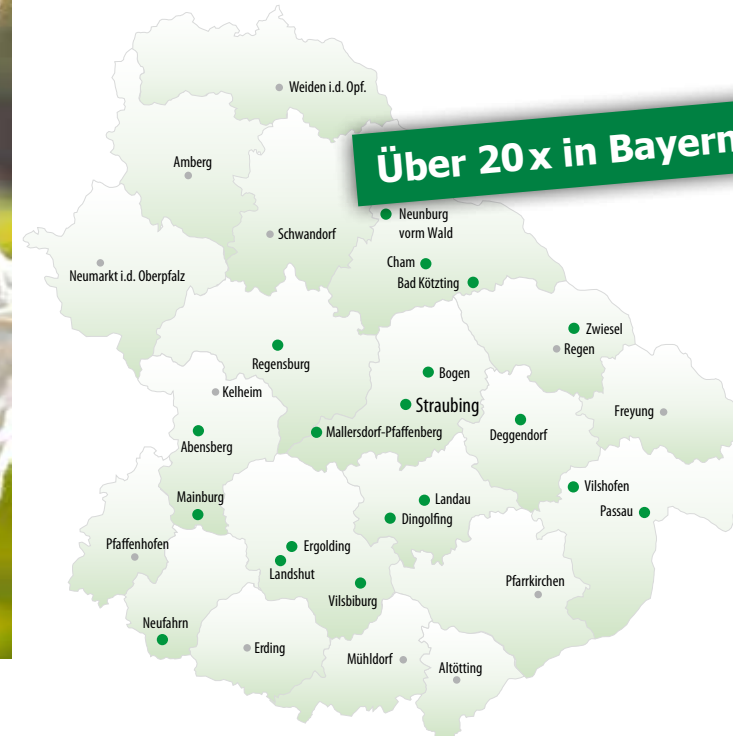 Weiden i.d. Opf.
Über 20 x in Bayern
Amberg
Neunburg
vorm Wald
Schwandorf
Cham
Neumarkt i.d. Oberpfalz
Bad Kötzting
Zwiesel
Regen
Regensburg
Bogen
Kelheim
Straubing
Freyung
Mallersdorf-Pfaffenberg
Deggendorf
Abensberg
Vilshofen
Mainburg
Landau
Passau
Dingolfing
Pfaffenhofen
Ergolding
Landshut
Pfarrkirchen
Vilsbiburg
Neufahrn
Erding
Mühldorf
Altötting